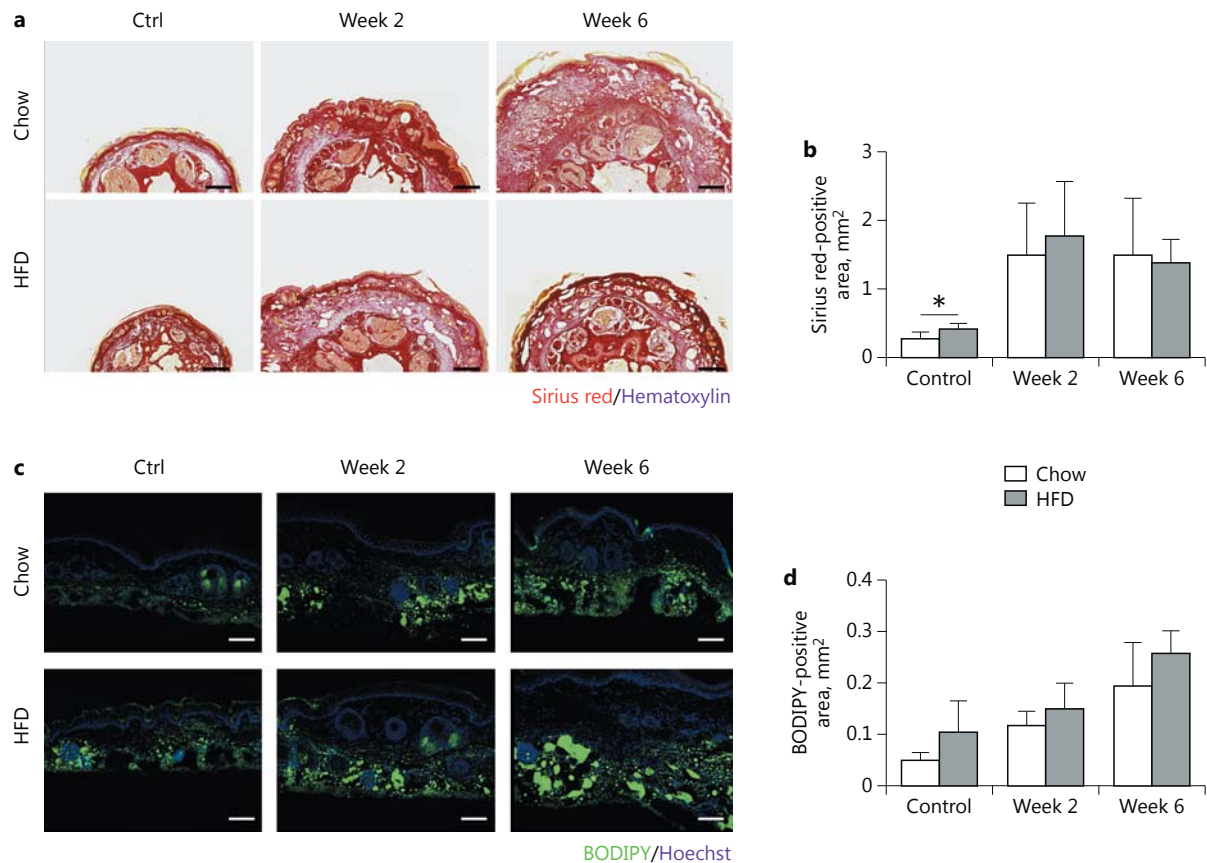 a
Ctrl Week 2 Week 6
Chow
HFD
Sirius red/Hematoxylin
b
Sirius red-positive
area, mm²
3
2
1
0
*
Control Week 2 Week 6
c
Ctrl Week 2 Week 6
Chow
HFD
BODIPY/Hoechst
Chow
HFD
d
BODIPY-positive
area, mm²
0.4
0.3
0.2
0.1
0
Control Week 2 Week 6